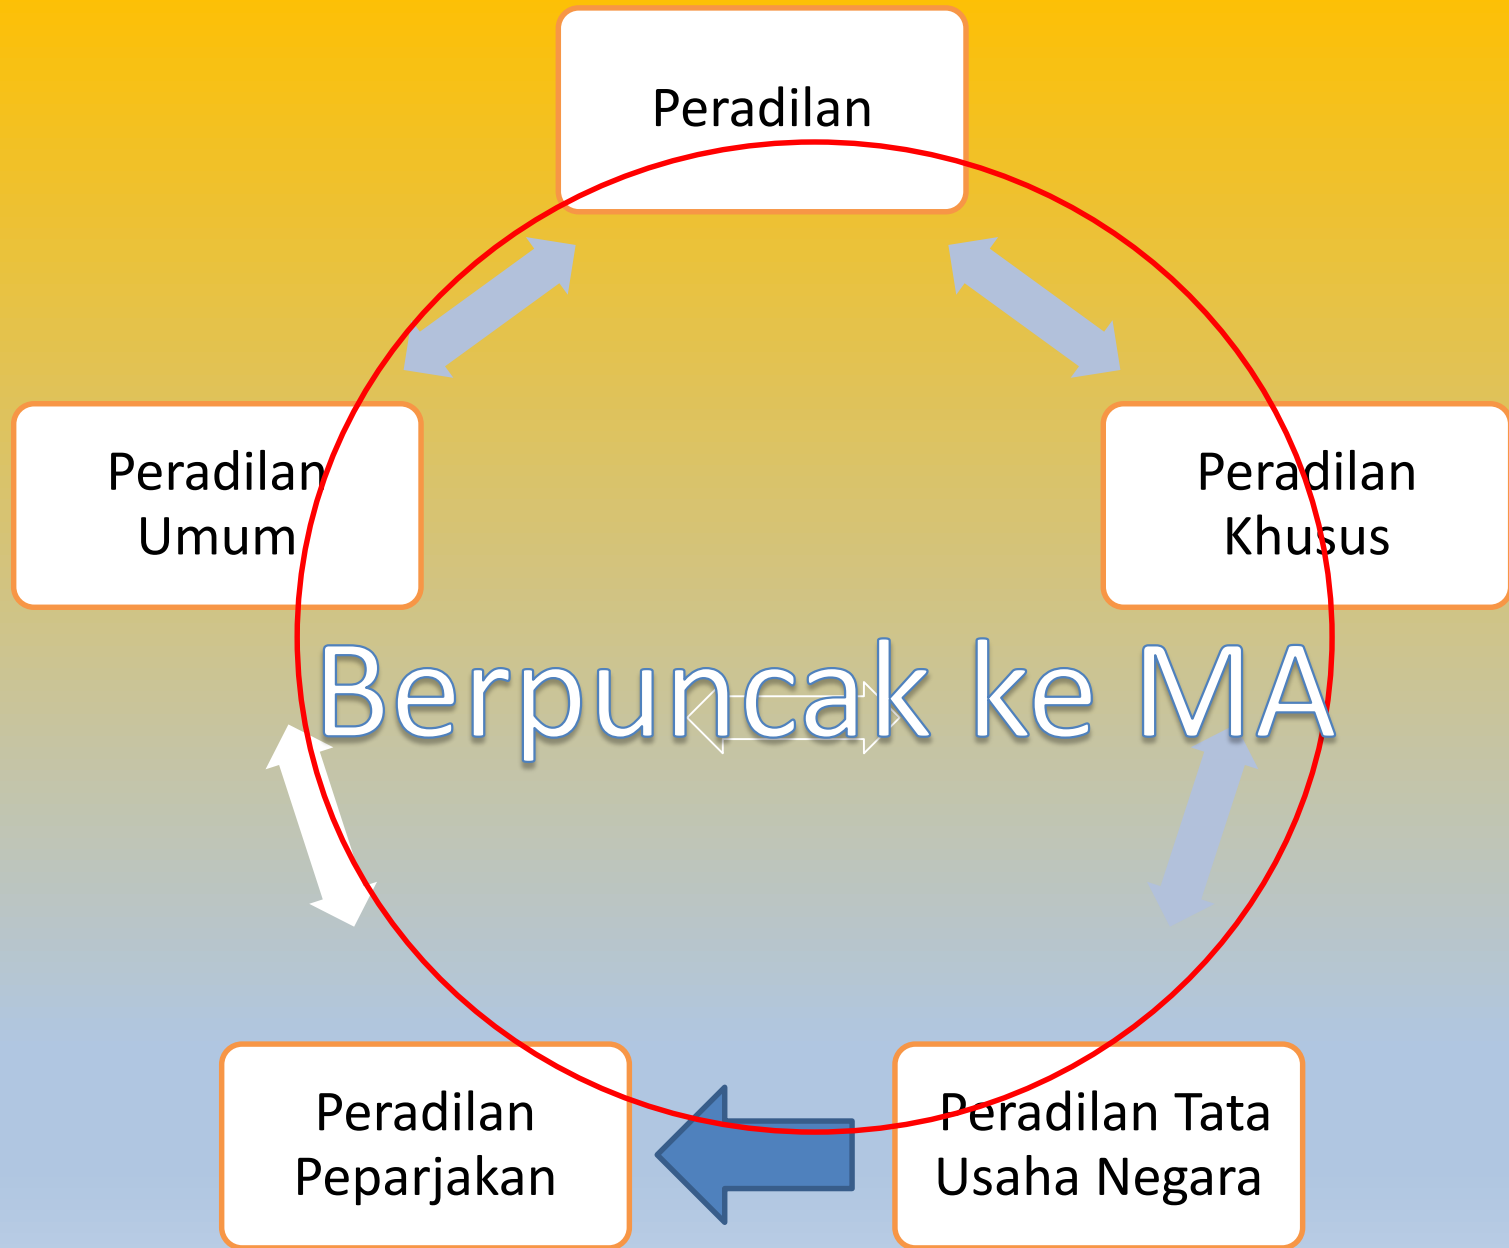 Peradilan
Peradilan
Umum
Peradilan
Khusus
Berpuncak ke MA
Peradilan
Peparjakan
Peradilan Tata
Usaha Negara